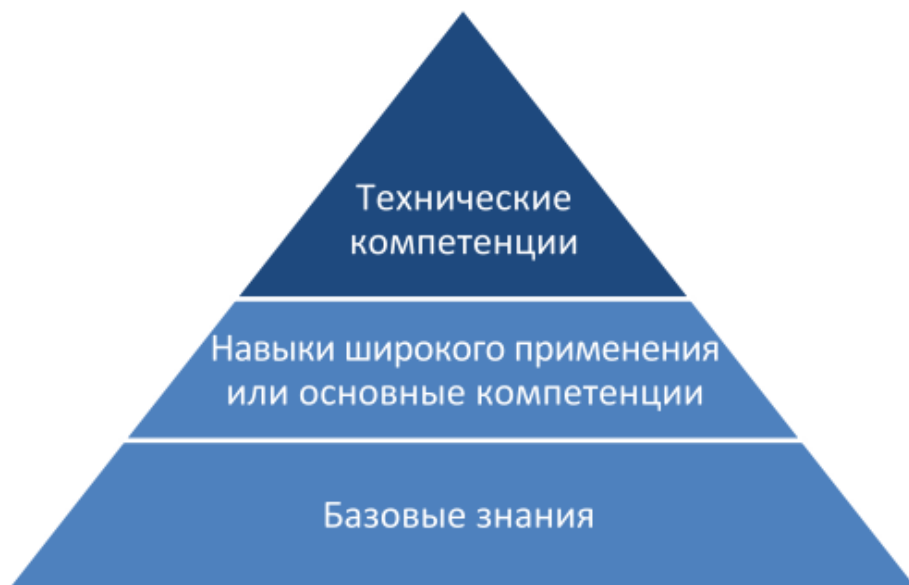 Технические
компетенции
Навыки широкого применения
или основные компетенции
Базовые знания